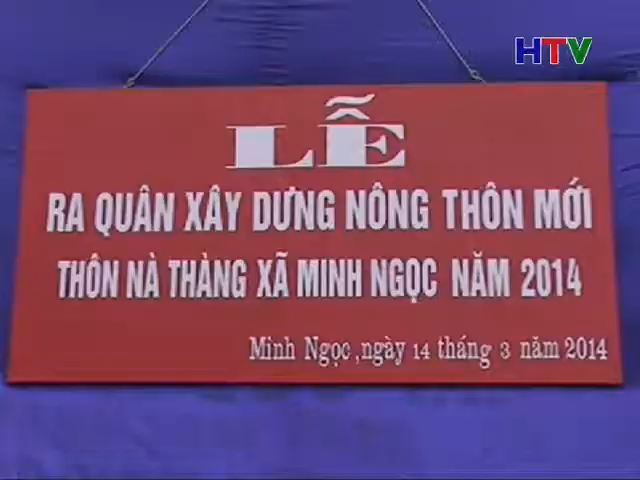 HTV
LỄ
RA QUÂN XÂY DỰNG NÔNG THÔN MỚI
THÔN NÀ THÀNG XÃ MINH NGỌC NĂM 2014
Minh Ngọc, ngày 14 tháng 3 năm 2014